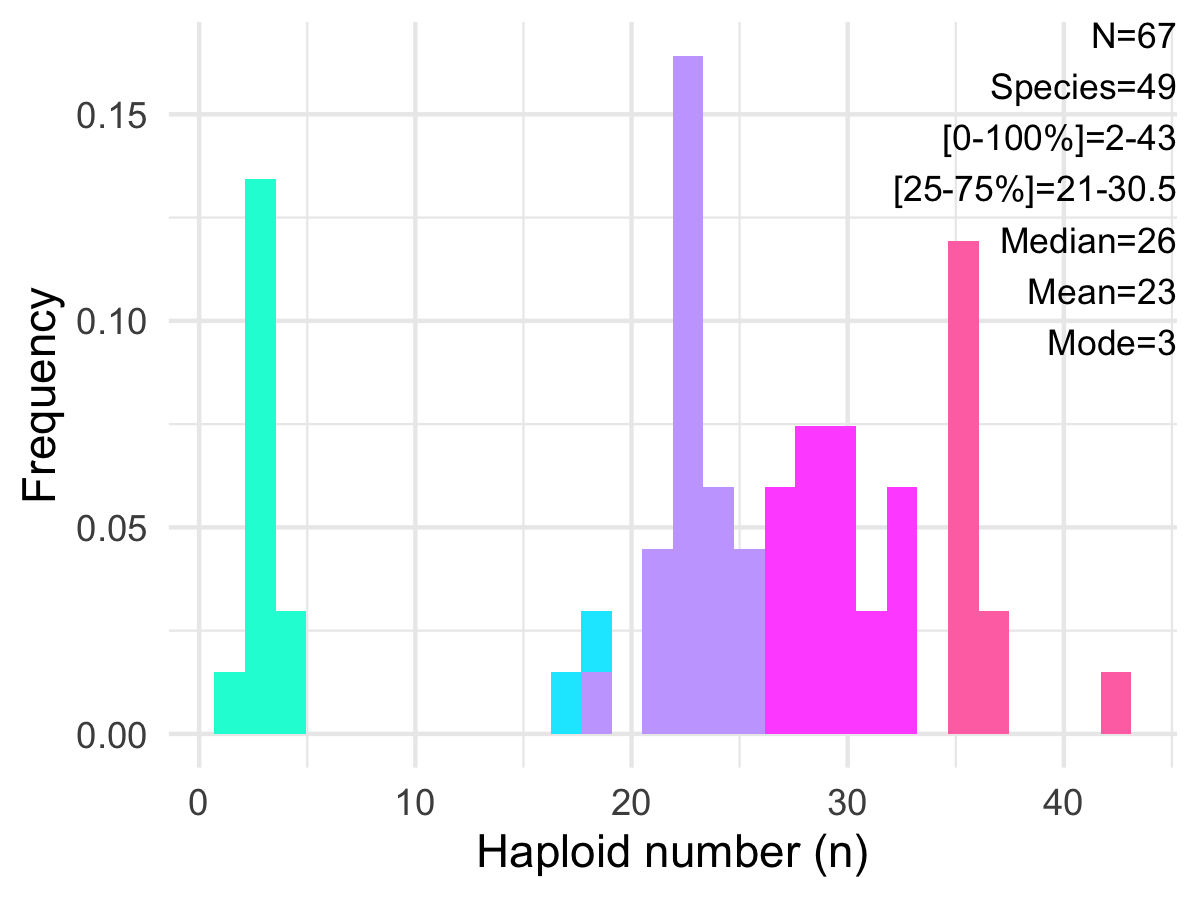 N=67
Species=49
[0-100%]=2-43
[25-75%]=21-30.5
Median=26
Mean=23
Mode=3
Frequency
0.15
0.10
0.05
0.00
0 10 20 30 40
Haploid number (n)